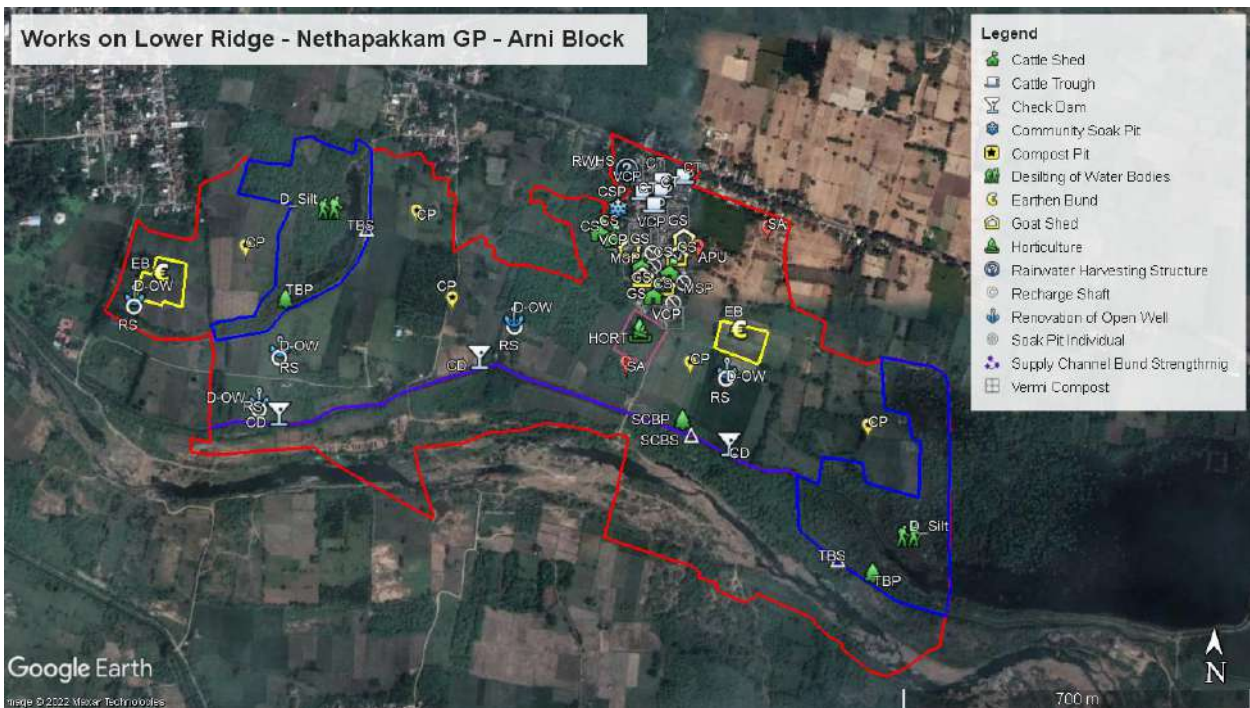 Works on Lower Ridge - Nethapakkam GP - Arni Block
Legend
Cattle Shed
Cattle Trough
Check Dam
Community Soak Pit
Compost Pit
Desilting of Water Bodies
Earthen Bund
Goat Shed
Horticulture
Rainwater Harvesting Structure
Recharge Shaft
Renovation of Open Well
Soak Pit Individual
Supply Channel Bund Strengthnig
Vermi Compost
RWHS
CT
CT
VCP
CT
CT
CSP
D_Silt
TBS
CP
CS
CS
VCP
GS
SA
CP
VCP
GS
GS
APU
EB
D-OW
MSP
MSP
TBP
CP
GS
GS
RS
D-OW
RS
VCP
EB
HORT
D-OW
RS
CD
SA
CP
D-OW
RS
D-OW
RS
CD
SCBP
SCBS
CD
CP
D_Silt
TBS
TBP
Google Earth
Image © 2022 Maxar Technologies
700 m
N